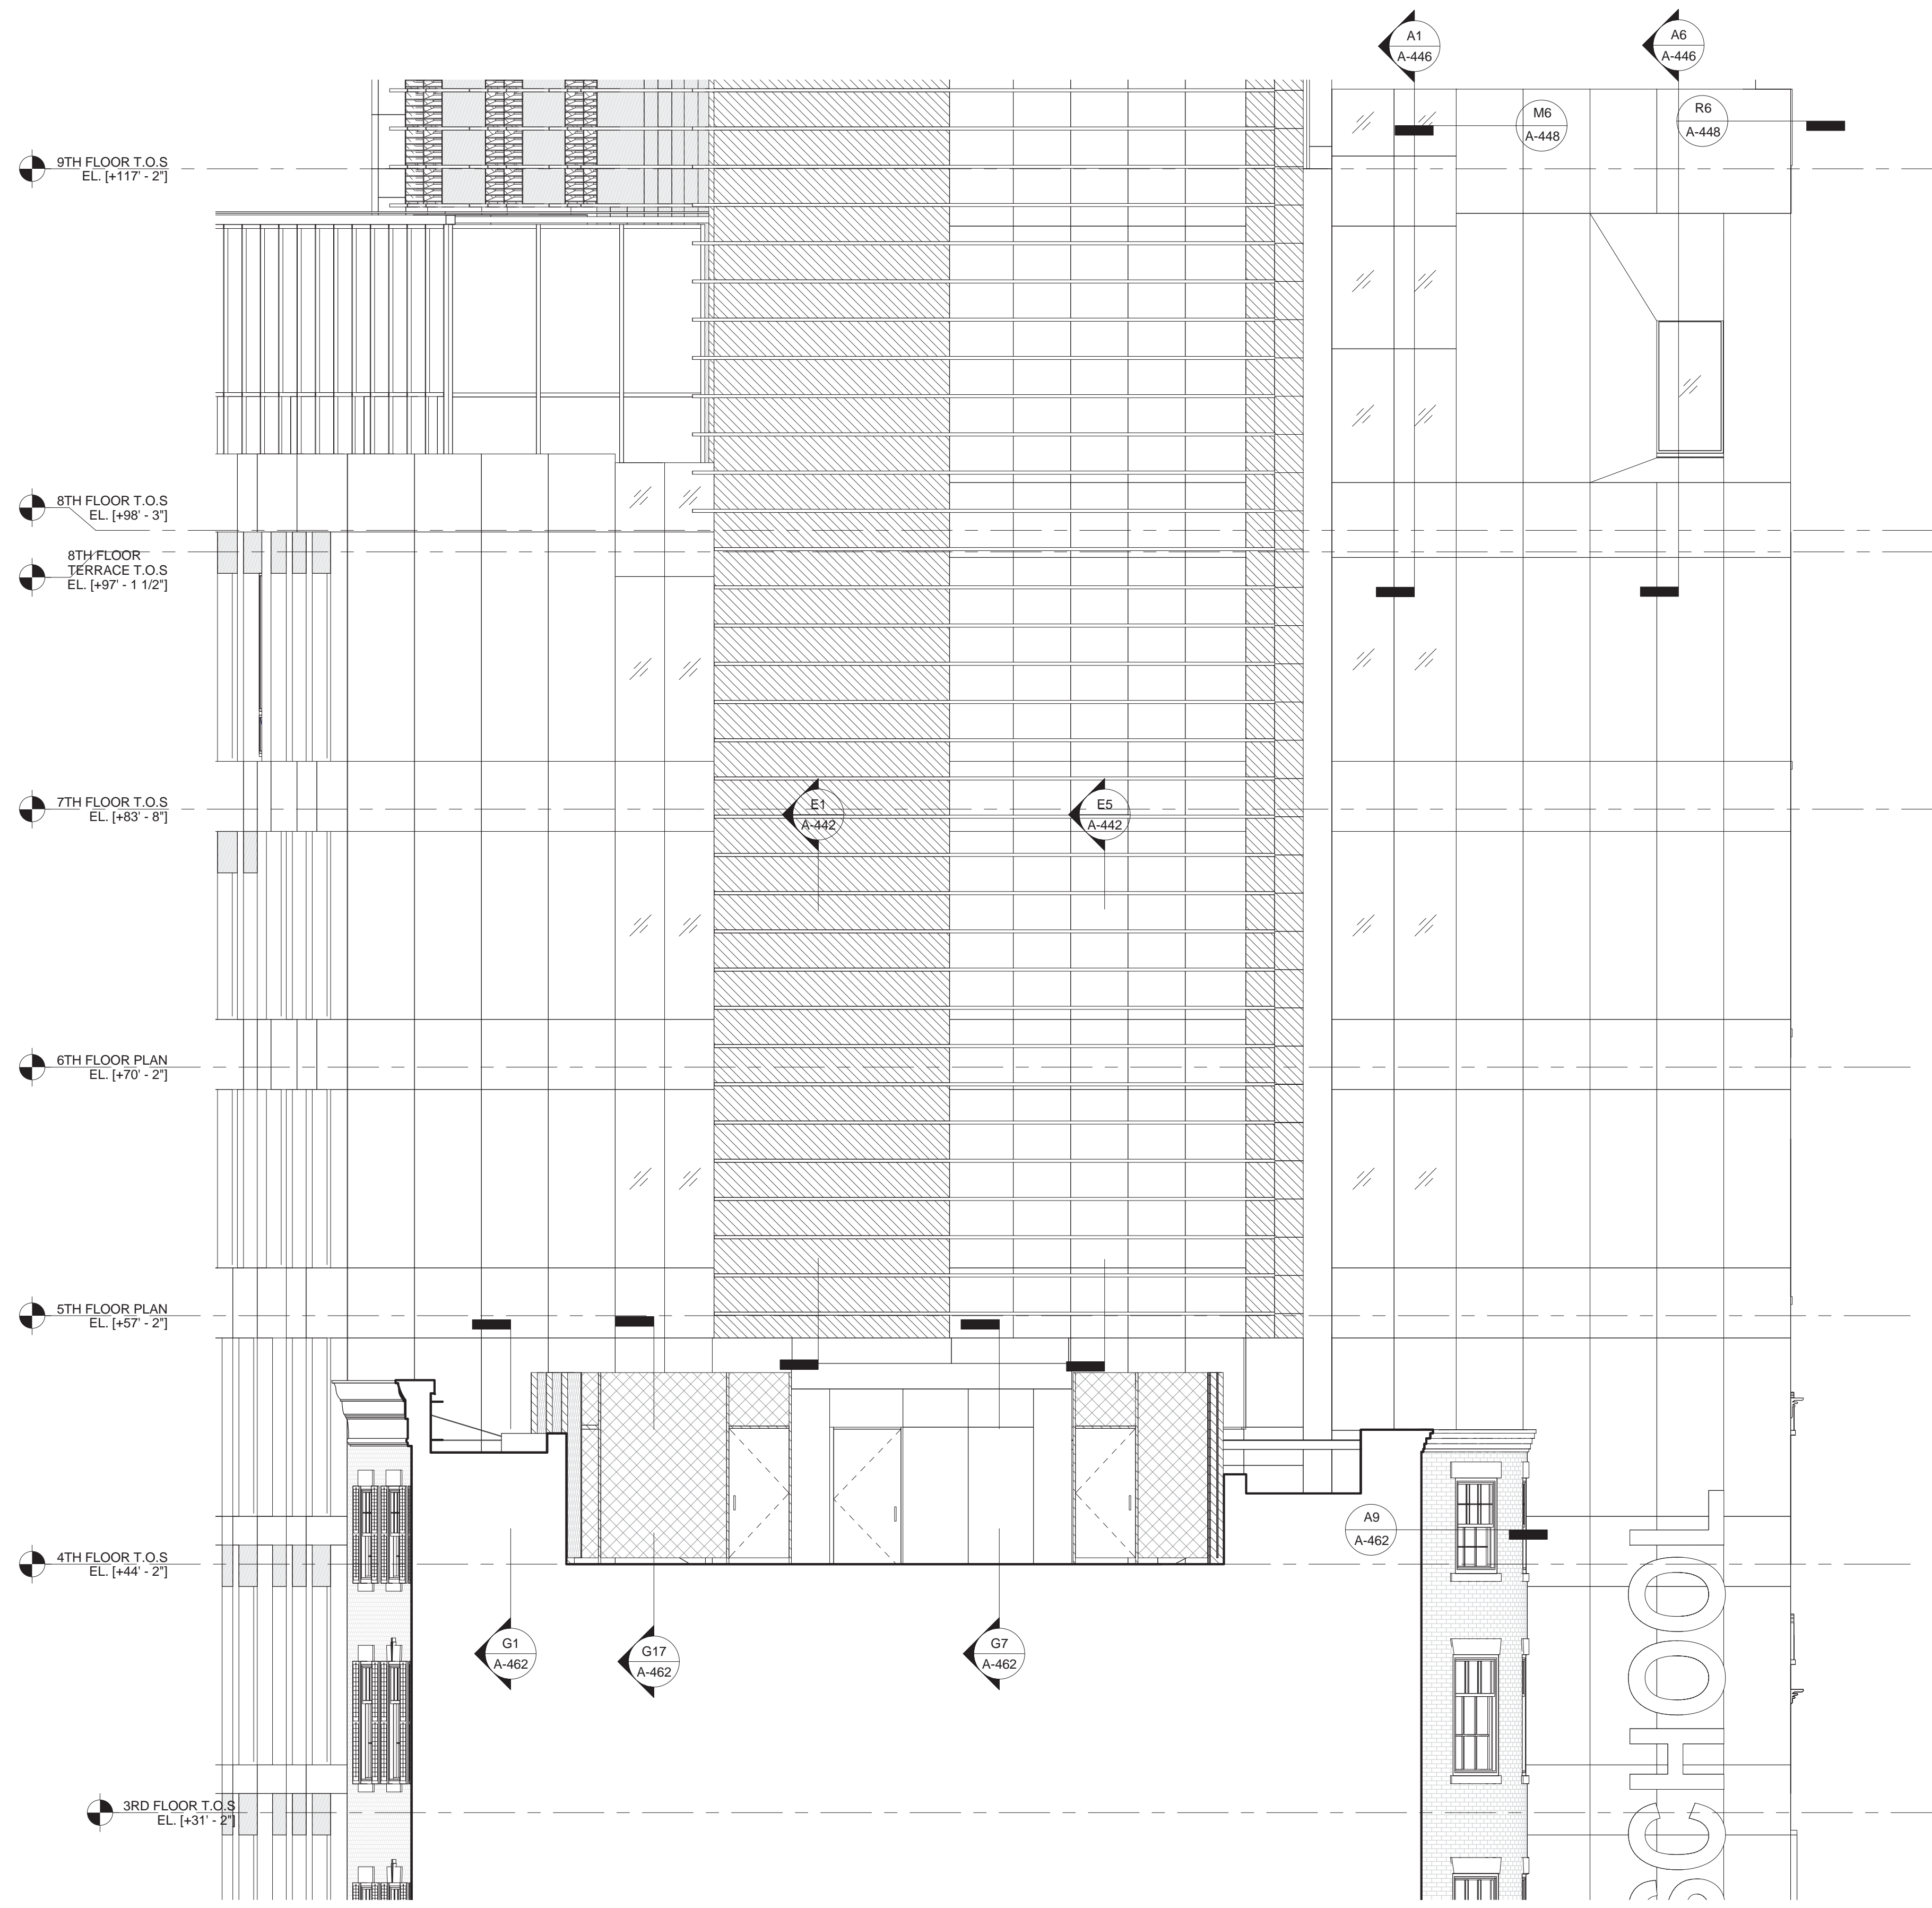 A1
A-446
A6
A-446
M6
A-448
R6
A-448
9TH FLOOR T.O.S
EL. [+117' - 2"]
8TH FLOOR T.O.S
EL. [+98' - 3"]
8TH FLOOR
TERRACE T.O.S
EL. [+97' - 1 1/2"]
7TH FLOOR T.O.S
EL. [+83' - 8"]
E1
A-442
E5
A-442
6TH FLOOR PLAN
EL. [+70' - 2"]
5TH FLOOR PLAN
EL. [+57' - 2"]
A9
A-462
4TH FLOOR T.O.S
EL. [+44' - 2"]
G1
A-462
G17
A-462
G7
A-462
3RD FLOOR T.O.S
EL. [+31' - 2"]
SCHOOL